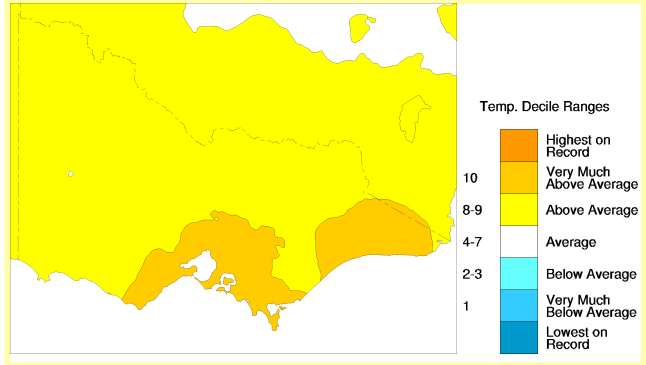 Temp. Decile Ranges
Highest on
Record
10
Very Much
Above Average
8-9
Above Average
4-7
Average
2-3
Below Average
1
Very Much
Below Average
Lowest on
Record